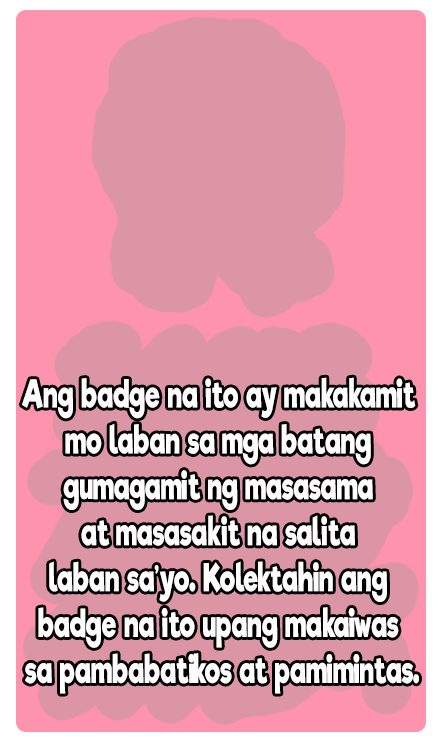 Ang badge na ito ay makakamit
mo laban sa mga batang
gumagamit ng masasama
at masasakit na salita
laban sa'yo. Kolektahin ang
badge na ito upang makaiwas
sa pambabatikos at pamimintas.